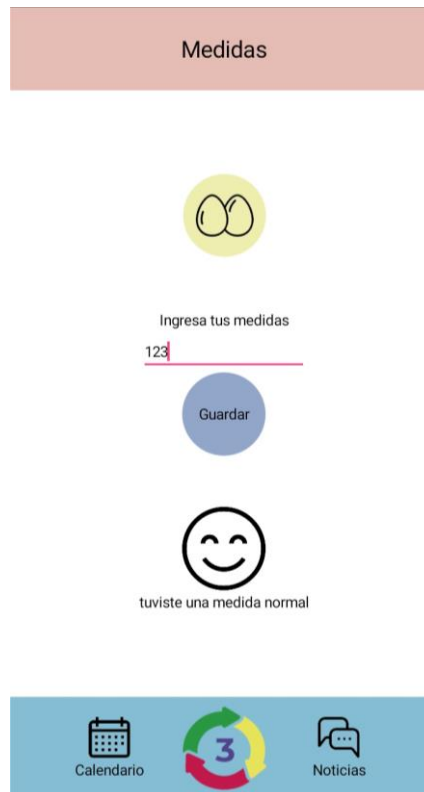 Medidas
Ingresa tus medidas
123
Guardar
tuviste una medida normal
3
Calendario
Noticias